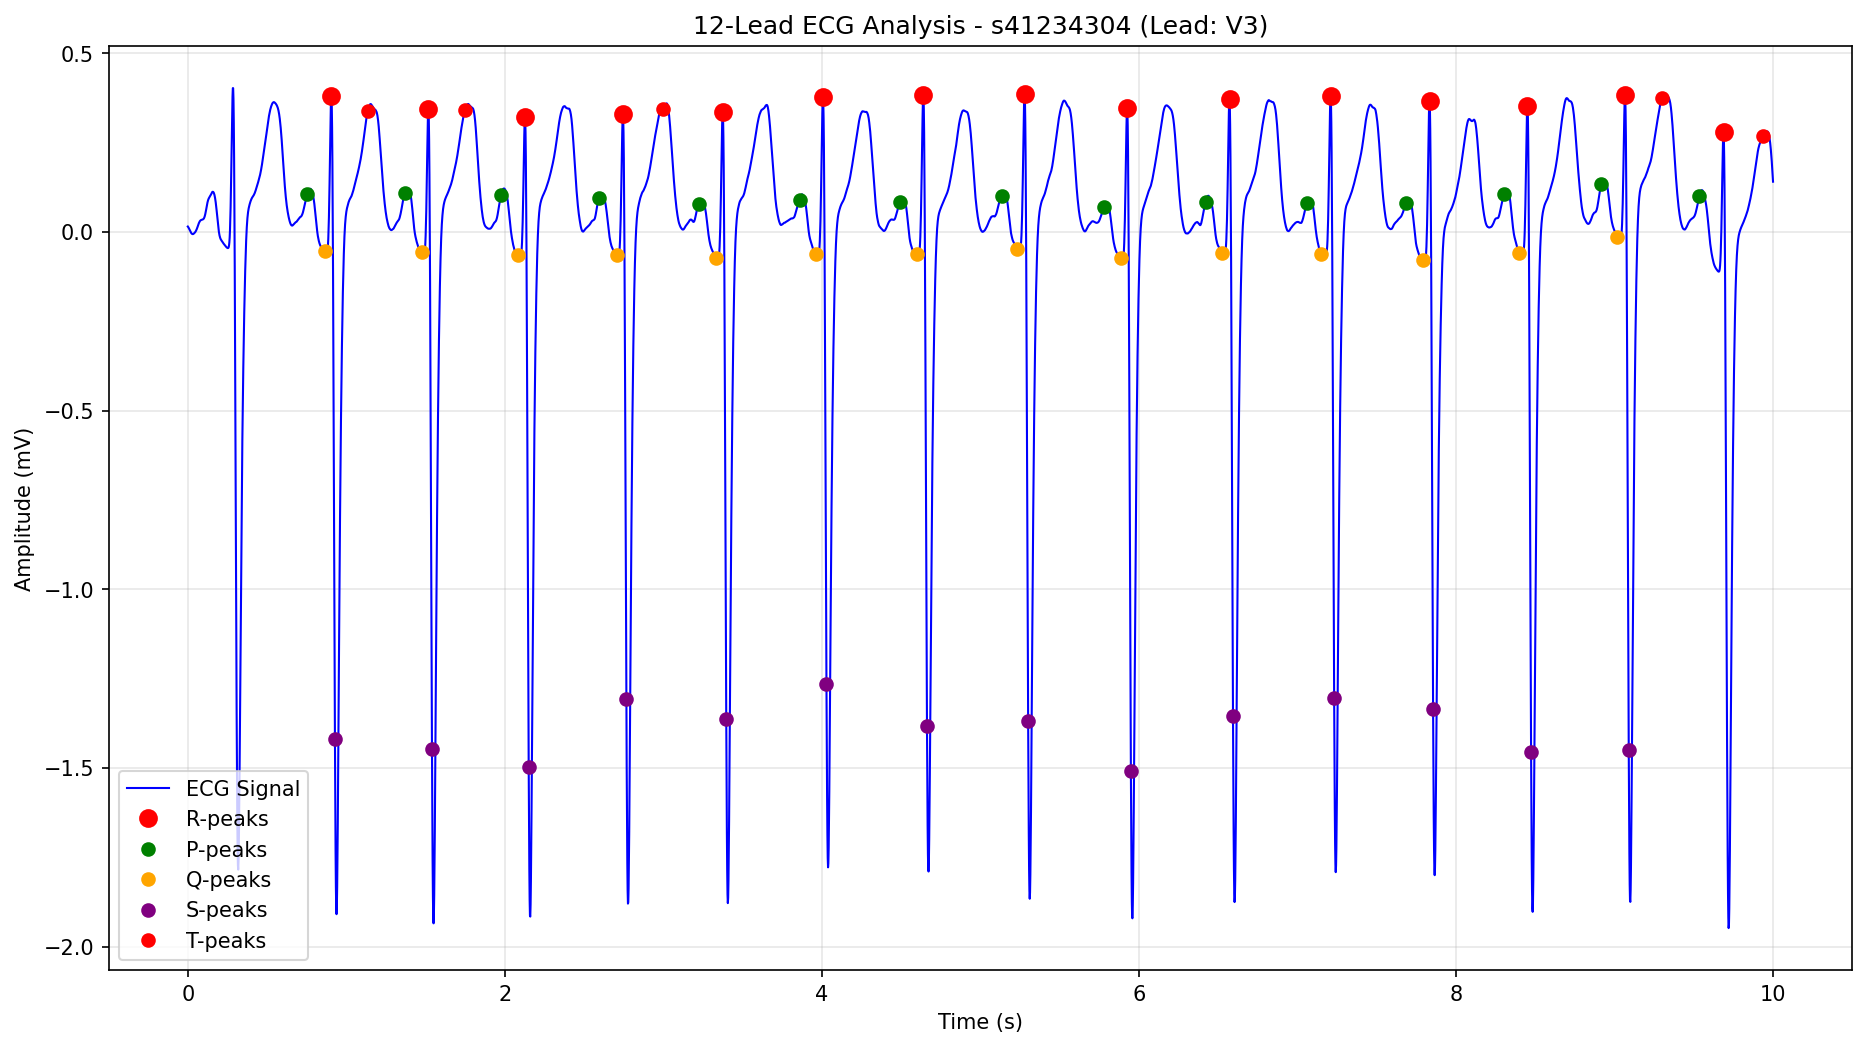 12-Lead ECG Analysis - s41234304 (Lead: V3)
Amplitude (mV)
0.5
0.0
−0.5
−1.0
−1.5
−2.0
ECG Signal
R-peaks
P-peaks
Q-peaks
S-peaks
T-peaks
0 2 4 6 8 10
Time (s)